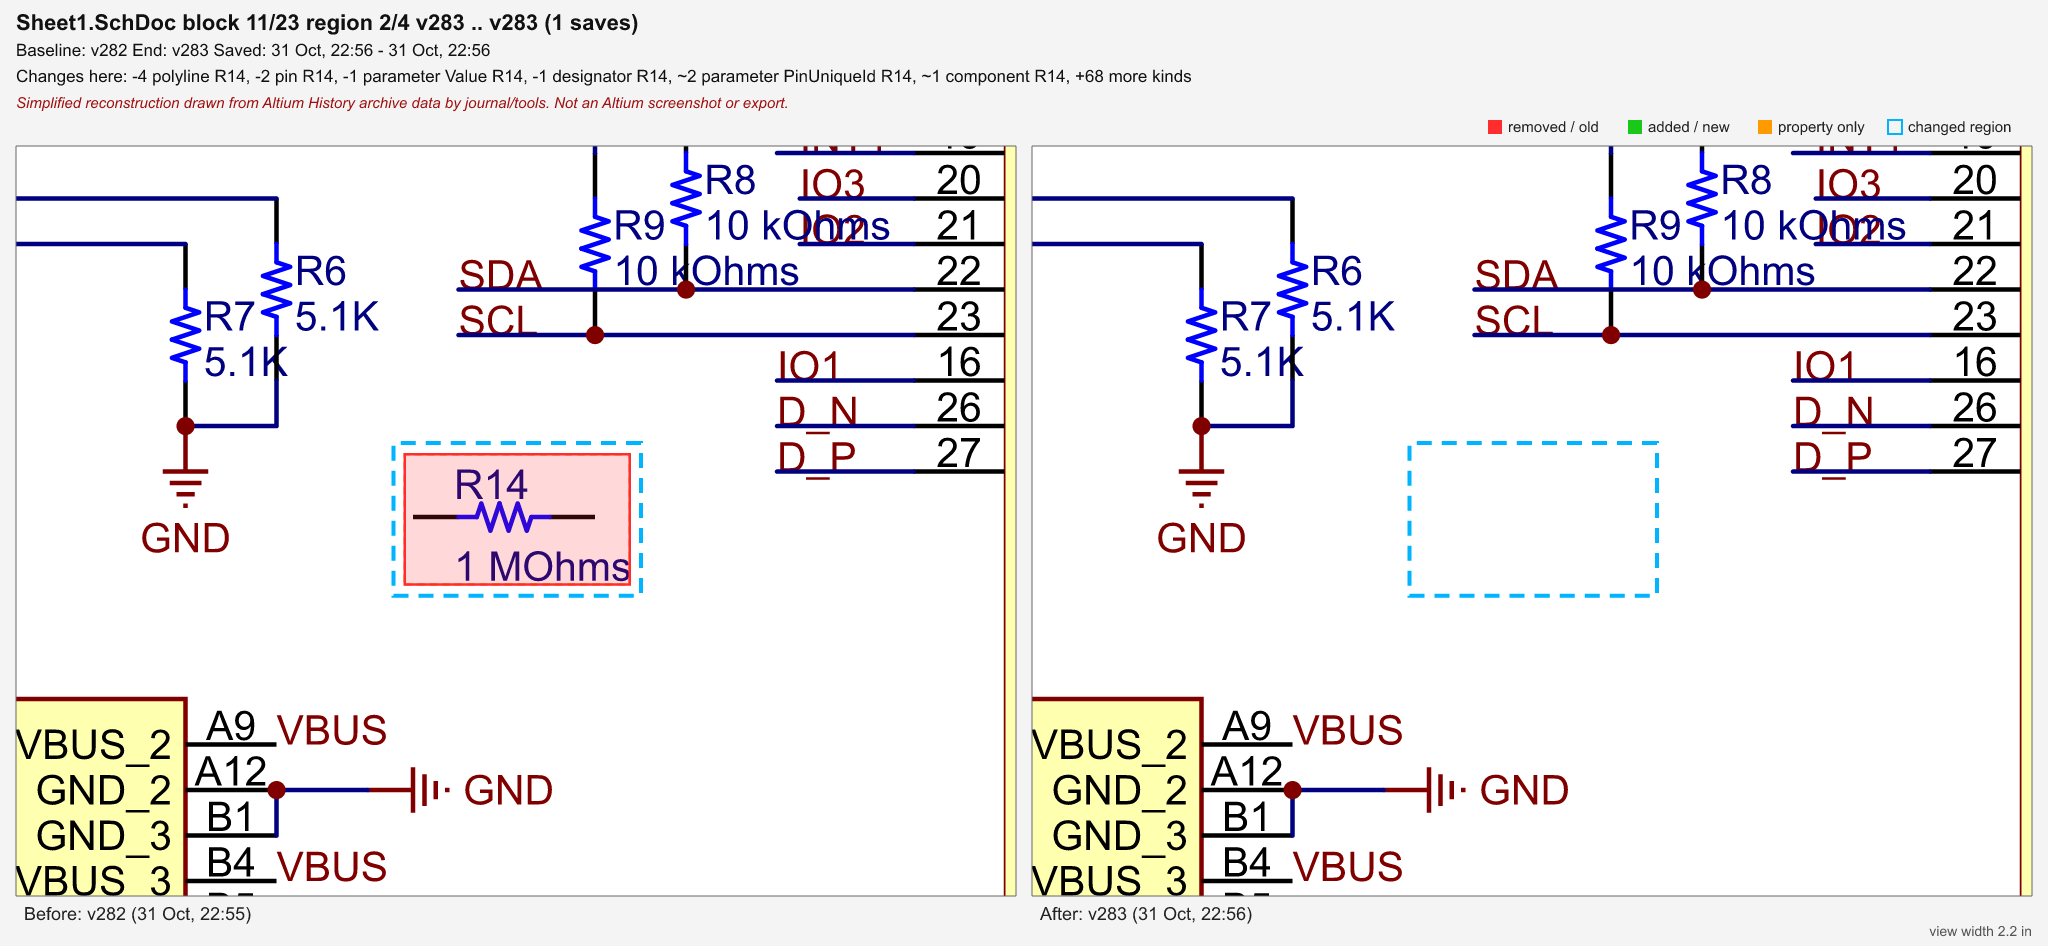 Sheet1.SchDoc block 11/23 region 2/4 v283 .. v283 (1 saves)
Baseline: v282 End: v283 Saved: 31 Oct, 22:56 - 31 Oct, 22:56
Changes here: -4 polyline R14, -2 pin R14, -1 parameter Value R14, -1 designator R14, ~2 parameter PinUniqueId R14, ~1 component R14, +68 more kinds
Simplified reconstruction drawn from Altium History archive data by journal/tools. Not an Altium screenshot or export.
removed / old
added / new
property only
changed region
R8
10 kOhms
R9
10 kOhms
IO3
20
IO2
21
SDA
22
SCL
23
R6
5.1K
R7
5.1K
IO1
16
D_N
26
D_P
27
GND
R14
1 MOhms
VBUS_2
A9
VBUS
GND_2
A12
GND
GND_3
B1
VBUS_3
B4
VBUS
Before: v282 (31 Oct, 22:55)
R8
10 kOhms
R9
10 kOhms
IO3
20
IO2
21
SDA
22
SCL
23
R6
5.1K
R7
5.1K
IO1
16
D_N
26
D_P
27
GND
VBUS_2
A9
VBUS
GND_2
A12
GND
GND_3
B1
VBUS_3
B4
VBUS
After: v283 (31 Oct, 22:56)
view width 2.2 in